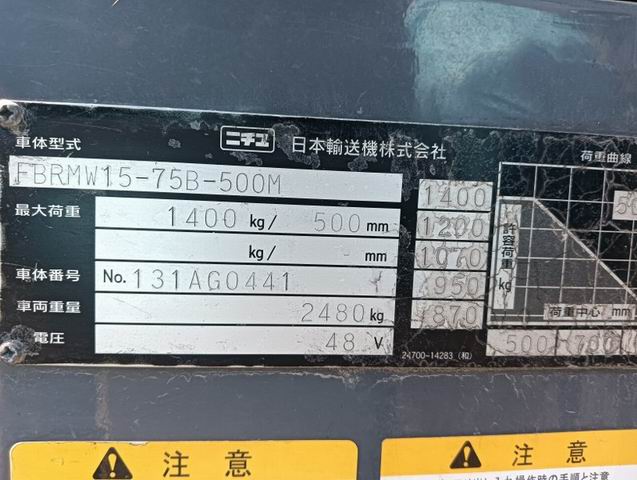 ニチユ 日本輸送機株式会社
車体型式
FBRMW15-75B-500M
最大荷重 1400 kg/ 500 mm
kg/ mm
車体番号 No. 131AG0441
車両重量 2480 kg
電圧 48 V
荷重曲線
1400
1200
1070
950
870
許容荷重 kg
荷重中心 mm
500 700
24700-14283 (和)
注意
注意